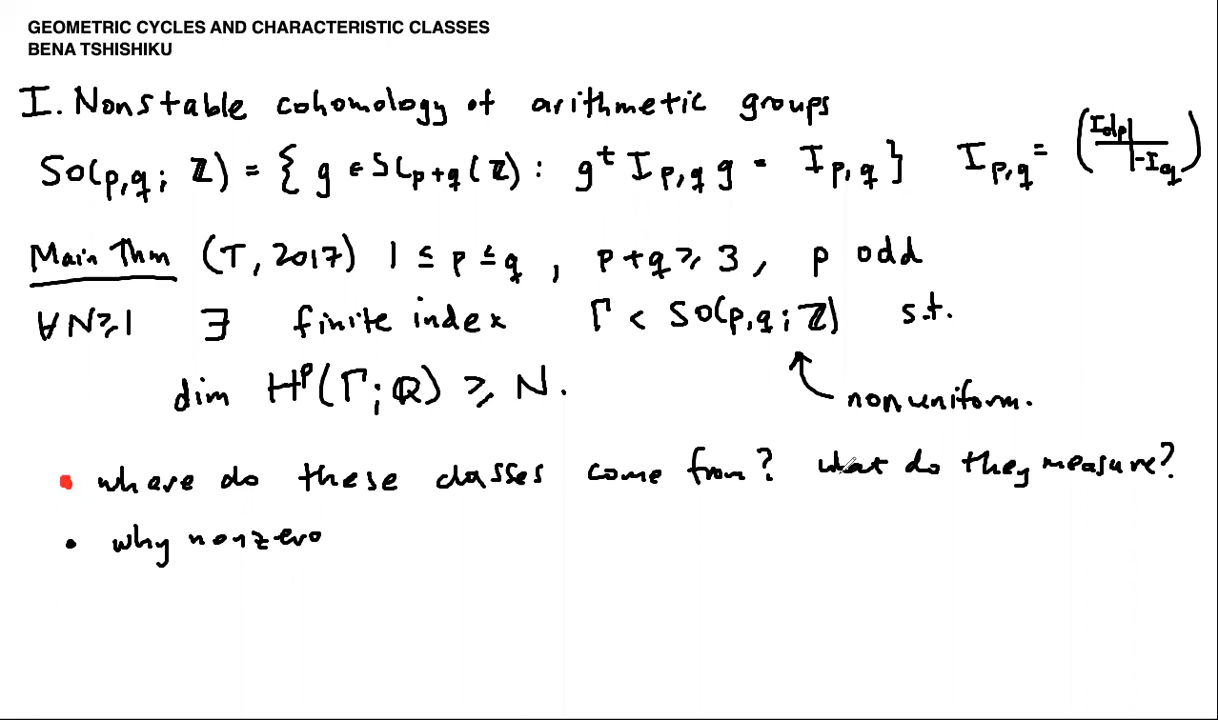 GEOMETRIC CYCLES AND CHARACTERISTIC CLASSES
BENA TSHISHIKU
I. Nonstable cohomology of arithmetic groups
SO(p,q; ℤ) = { g ∈ SL_{p+q}(ℤ) : g^t I_{p,q} g = I_{p,q} } I_{p,q} = ( Id_p | -I_q )
Main Thm (T, 2017) 1 ≤ p ≤ q , p+q ≥ 3 , p odd
∀ N ≥ 1 ∃ finite index Γ < SO(p,q; ℤ) s.t.
dim H^p(Γ; ℚ) ≥ N. nonuniform.
• where do these classes come from? what do they measure?
• why nonzero